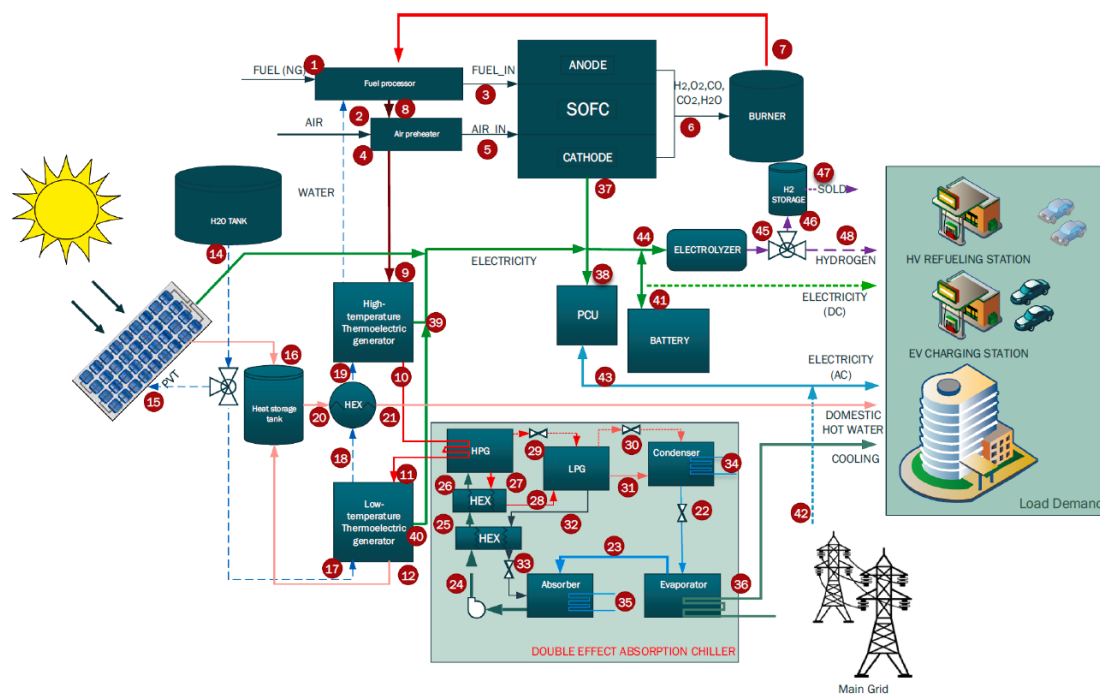 7
1
FUEL (NG)
Fuel processor
FUEL_IN
3
ANODE
SOFC
CATHODE
H2,O2,CO,
CO2,H2O
6
BURNER
2
8
AIR
4
Air preheater
AIR_IN
5
WATER
37
H2
STORAGE
47
SOLD
46
H2O TANK
14
9
ELECTRICITY
44
ELECTROLYZER
45
48
HYDROGEN
HV REFUELING STATION
High-
temperature
Thermoelectric
generator
39
38
PCU
41
BATTERY
ELECTRICITY
(DC)
EV CHARGING STATION
16
19
10
43
ELECTRICITY
(AC)
PVT
15
Heat storage
tank
20
HEX
21
DOMESTIC
HOT WATER
COOLING
18
11
HPG
29
30
LPG
Condenser
34
26
27
HEX
28
31
25
HEX
32
22
42
Load Demand
Low-
temperature
Thermoelectric
generator
40
17
12
33
23
24
Absorber
35
Evaporator
36
DOUBLE EFFECT ABSORPTION CHILLER
Main Grid